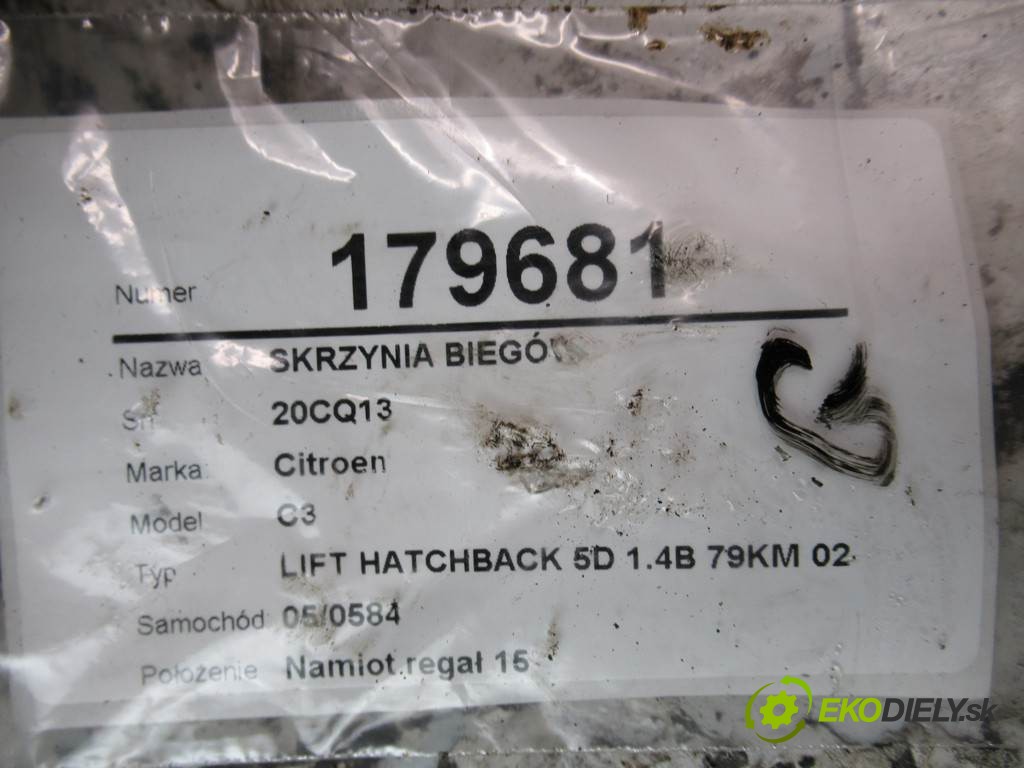 Numer 179681
Nazwa SKRZYNIA BIEGÓW
SH 20CQ13
Marka Citroen
Model C3
Typ LIFT HATCHBACK 5D 1.4B 79KM 02-
Samochód 05/0584
Położenie Namiot regał 15
EKODIELY.sk